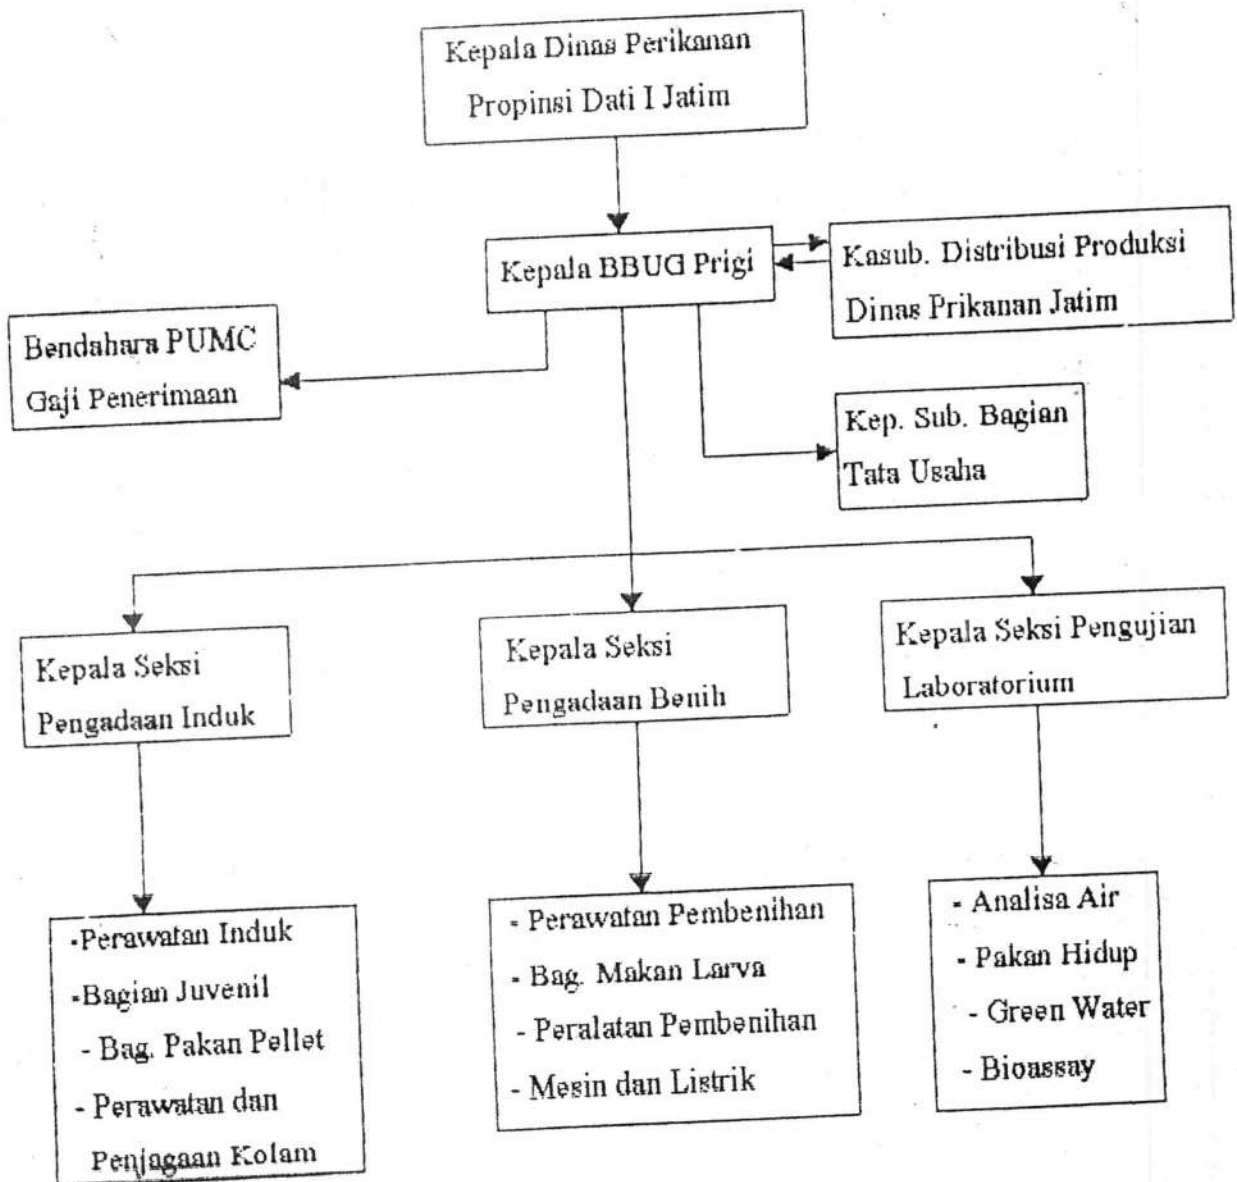 Kepala Dinas Perikanan
Propinsi Dati I Jatim
Kepala BBUG Prigi
Kasub. Distribusi Produksi
Dinas Prikanan Jatim
Bendahara PUMC
Gaji Penerimaan
Kep. Sub. Bagian
Tata Usaha
Kepala Seksi
Pengadaan Induk
Kepala Seksi
Pengadaan Benih
Kepala Seksi Pengujian
Laboratorium
-Perawatan Induk
-Bagian Juvenil
- Bag. Pakan Pellet
- Perawatan dan
Penjagaan Kolam
- Perawatan Pembenihan
- Bag. Makan Larva
- Peralatan Pembenihan
- Mesin dan Listrik
- Analisa Air
- Pakan Hidup
- Green Water
- Bioassay